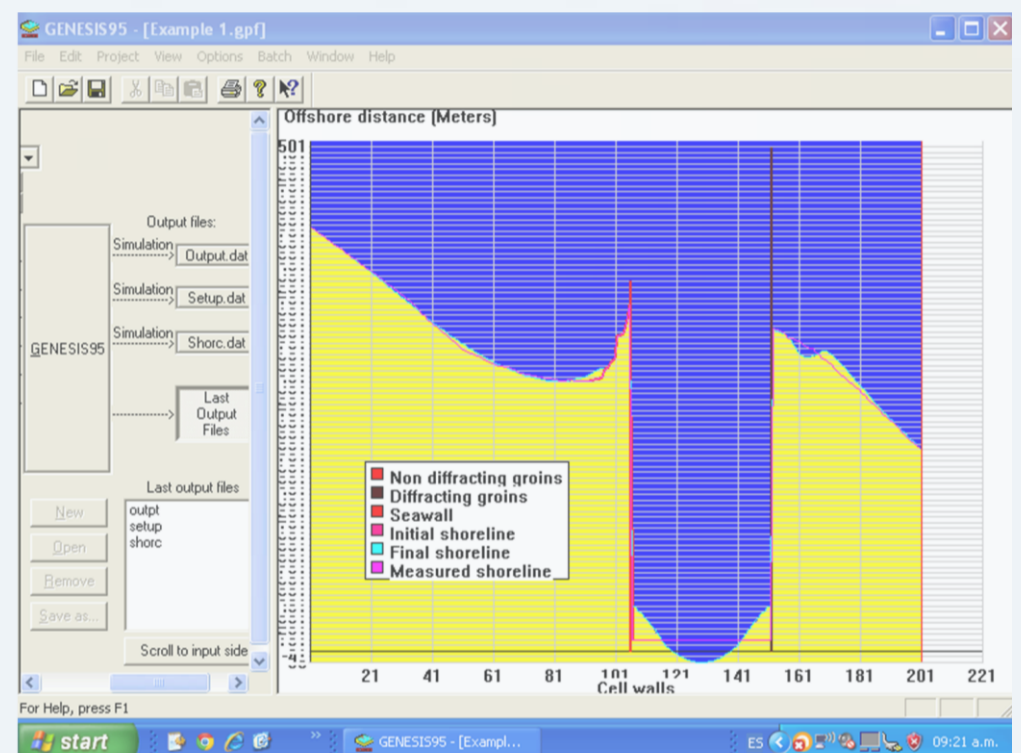 GENESIS95 - [Example 1.gpf]
File Edit Project View Options Batch Window Help
Offshore distance (Meters)
501
Output files:
Simulation
Output.dat
Simulation
Setup.dat
Simulation
Shorc.dat
GENESIS95
Last
Output
Files
Last output files
outpt
setup
shorc
New
Open
Remove
Save as...
Scroll to input side
Non diffracting groins
Diffracting groins
Seawall
Initial shoreline
Final shoreline
Measured shoreline
21 41 61 81 101 121 141 161 181 201 221
Cell walls
For Help, press F1
start
GENESIS95 - [Exampl...
ES
09:21 a.m.